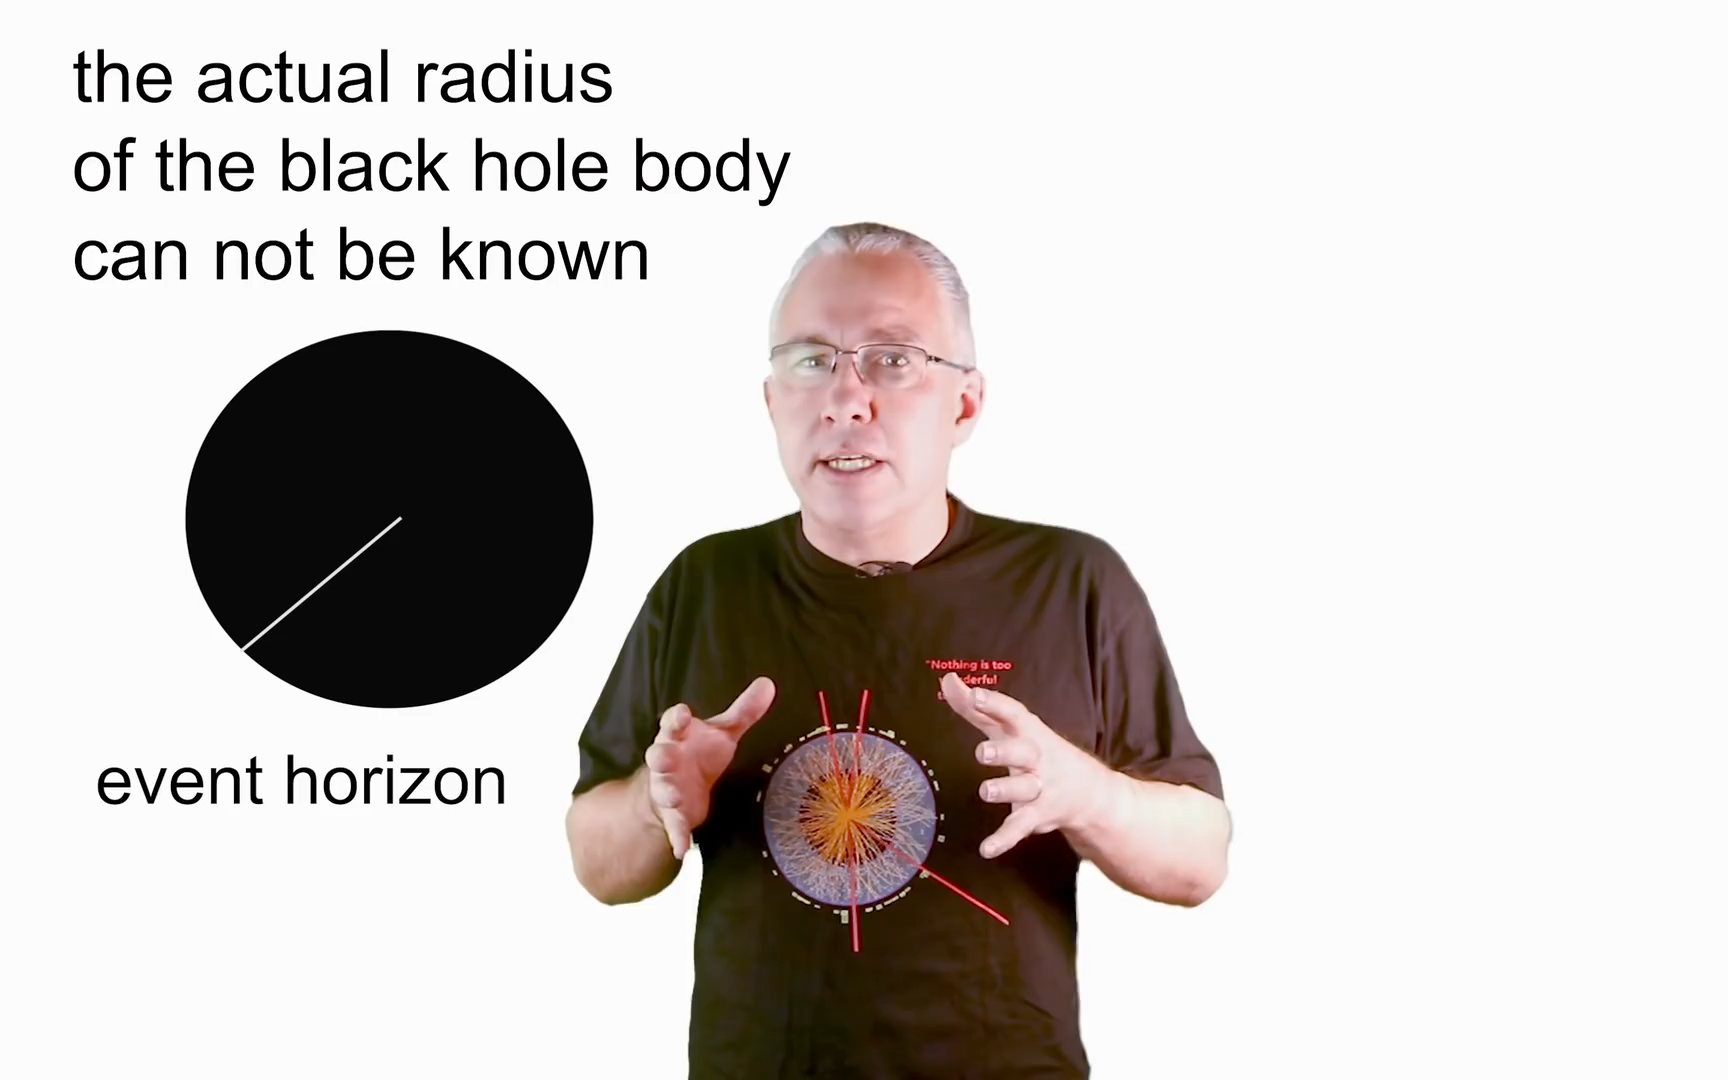 the actual radius
of the black hole body
can not be known
event horizon
"Nothing is too